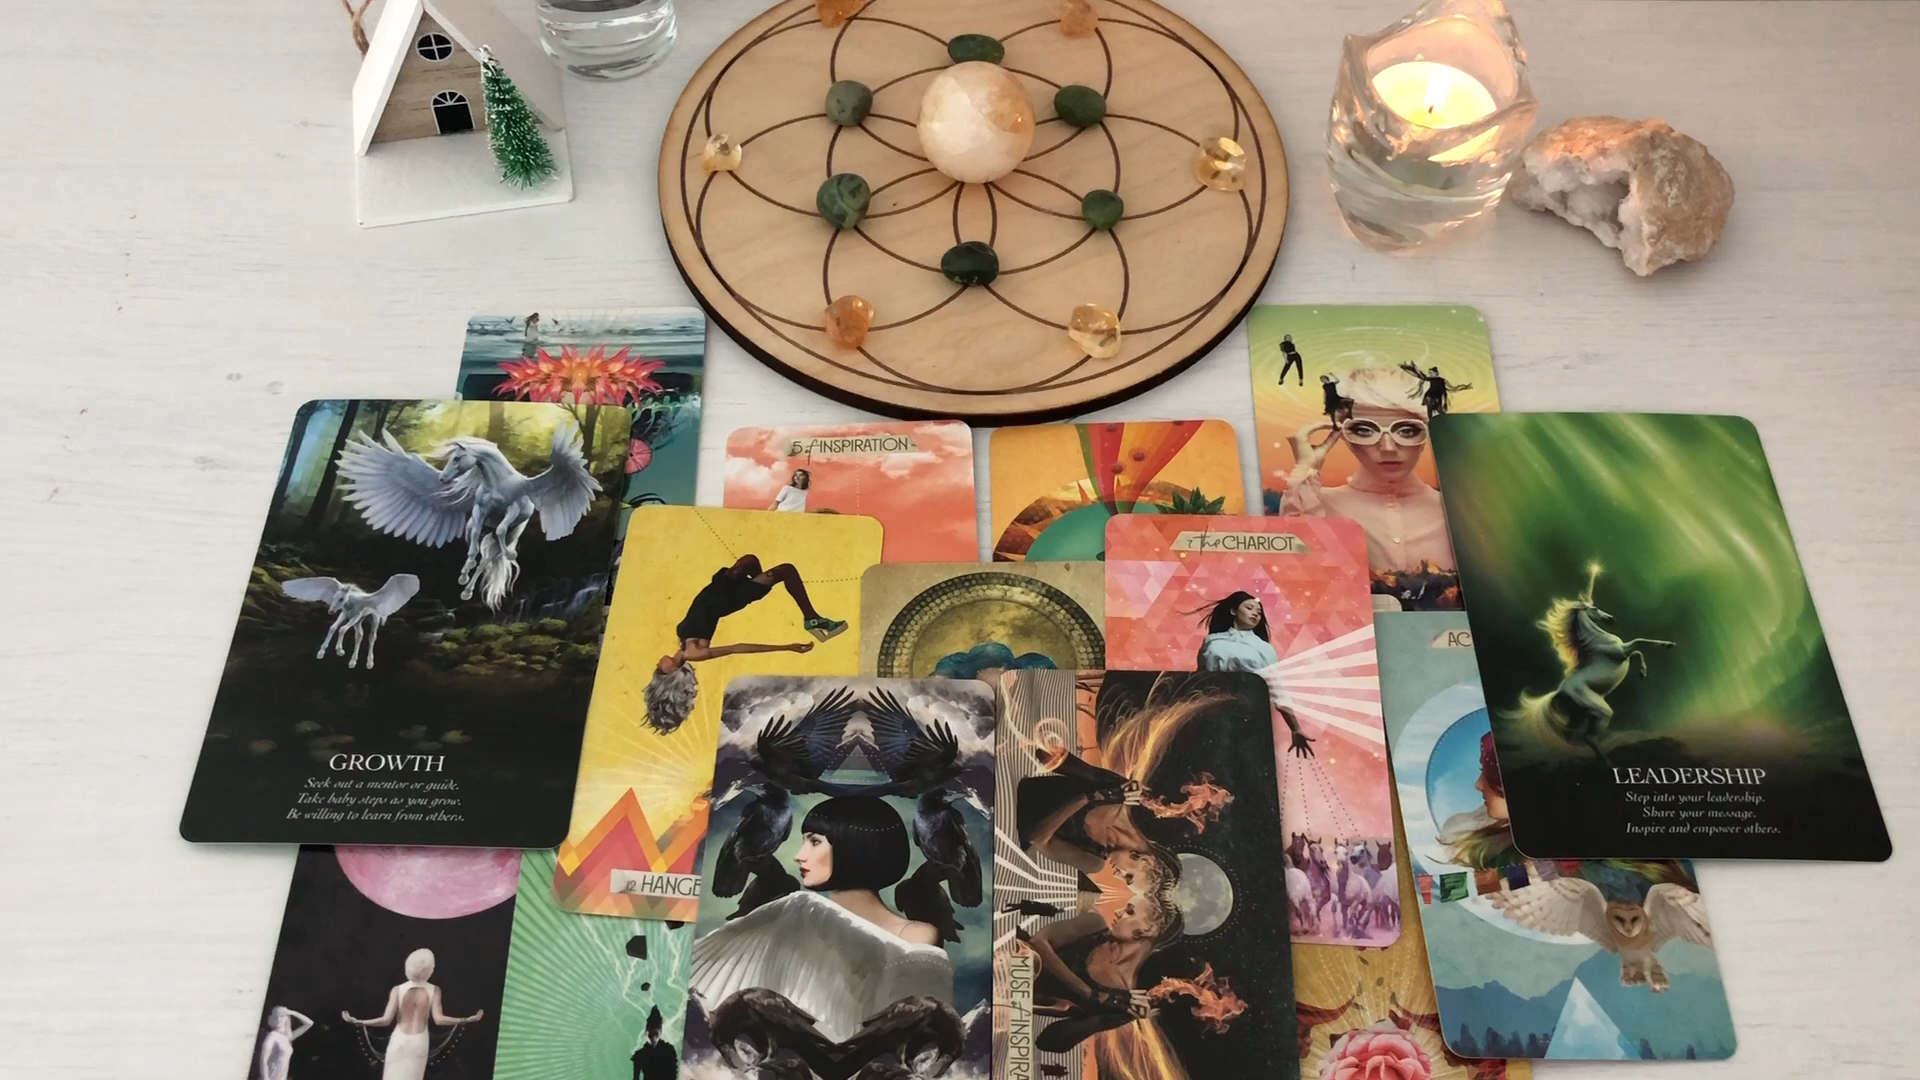 5 of INSPIRATION
7 the CHARIOT
AC
GROWTH
Seek out a mentor or guide.
Take baby steps as you grow.
Be willing to learn from others.
LEADERSHIP
Step into your leadership.
Share your message.
Inspire and empower others.
12 HANGE
MUSE of INSPIRA